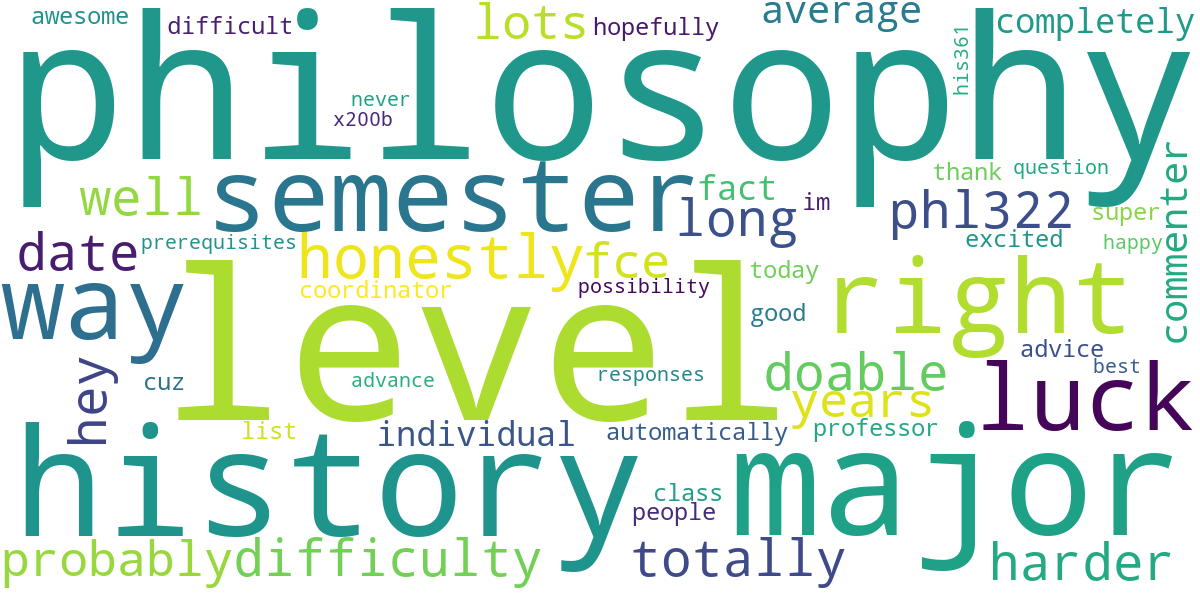 awesome
difficult
lots
hopefully
average
completely
philosophy
his361
never
x200b
commenter
well
semester
fact
long
im
thank
question
phl322
super
date
prerequisites
honestly
fce
excited
happy
way
coordinator
possibility
today
right
level
good
hey
cuz
advance
responses
doable
advice
best
years
luck
list
individual
automatically
professor
history
major
class
people
probably
difficulty
totally
harder